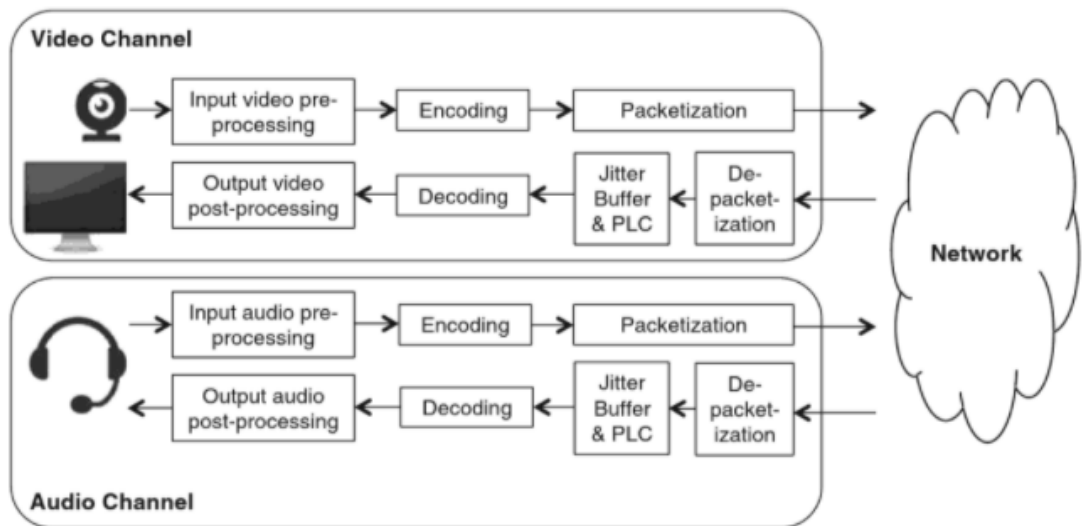 Video Channel
Input video pre-
processing
Encoding
Packetization
Output video
post-processing
Decoding
Jitter
Buffer
& PLC
De-
packet-
ization
Network
Input audio pre-
processing
Encoding
Packetization
Output audio
post-processing
Decoding
Jitter
Buffer
& PLC
De-
packet-
ization
Audio Channel